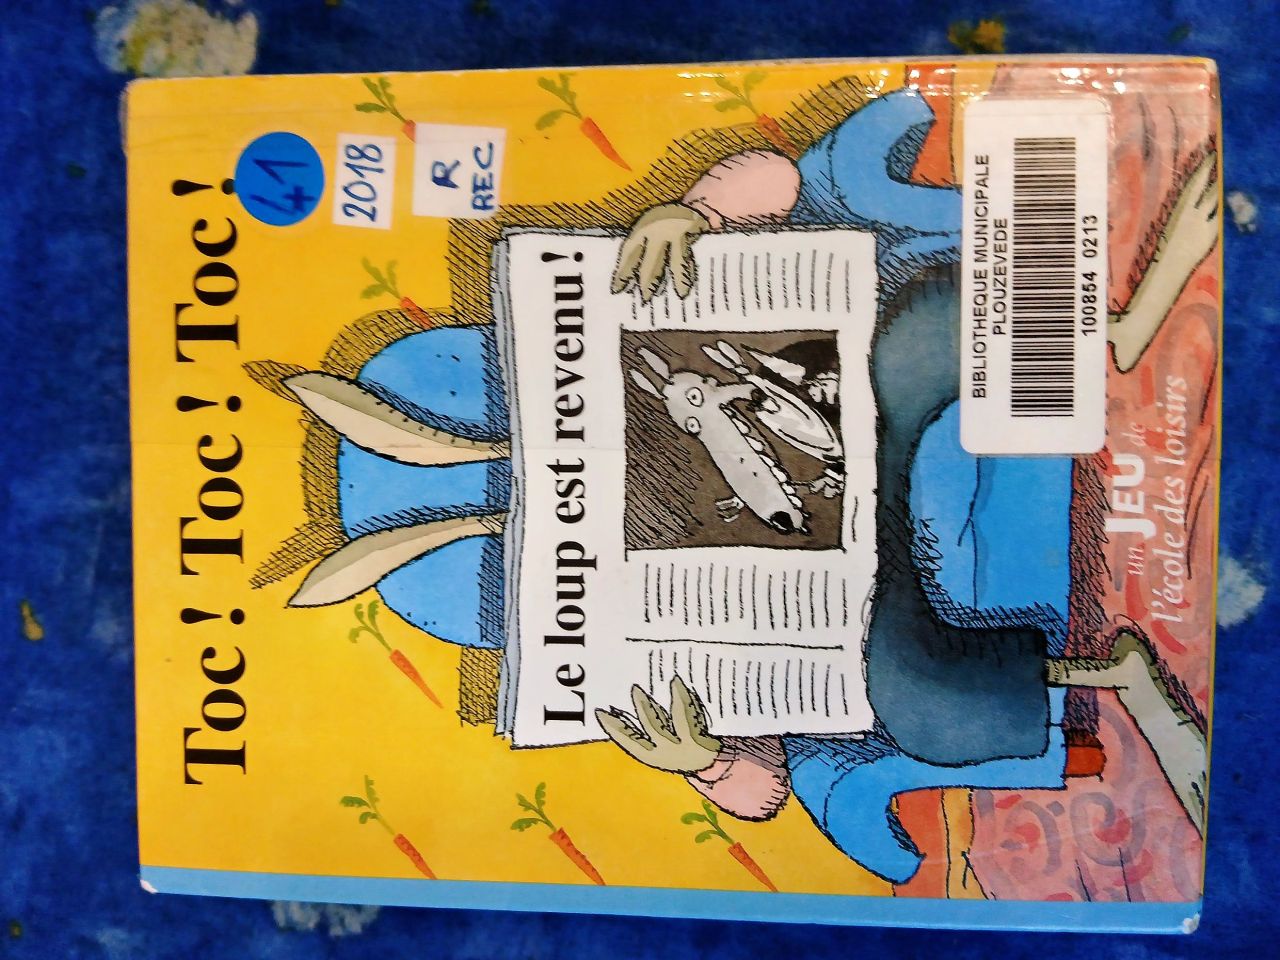 Toc! Toc! Toc! Toc!
41
2018
R
REC
Le loup est revenu!
BIBLIOTHEQUE MUNICIPALE
PLOUZEVEDE
100854 0213
un JEU de
l'école des loisirs